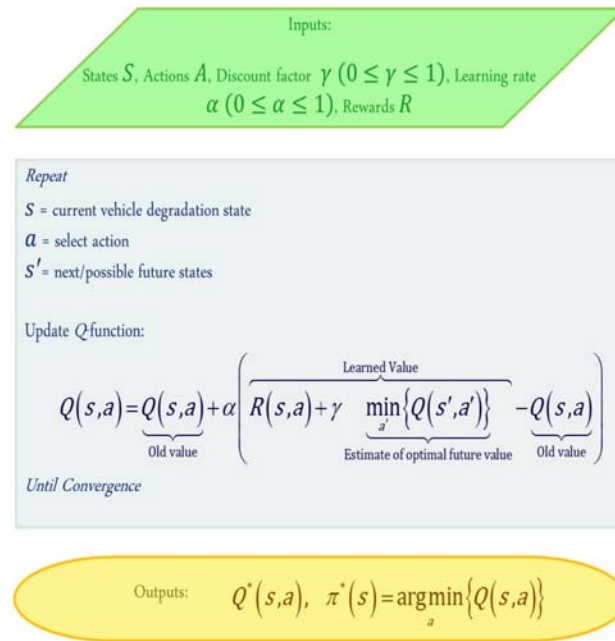 Inputs:
States S, Actions A, Discount factor γ (0 ≤ γ ≤ 1), Learning rate
α (0 ≤ α ≤ 1), Rewards R
Repeat
s = current vehicle degradation state
a = select action
s′= next/possible future states
Update Q-function:
Learned Value
Q(s,a)=Q(s,a)+α(R(s,a)+γ min{Q(s′,a′)} −Q(s,a))
a′
Old value Estimate of optimal future value Old value
Until Convergence
Outputs: Q*(s,a), π*(s)=argmin{Q(s,a)}
a